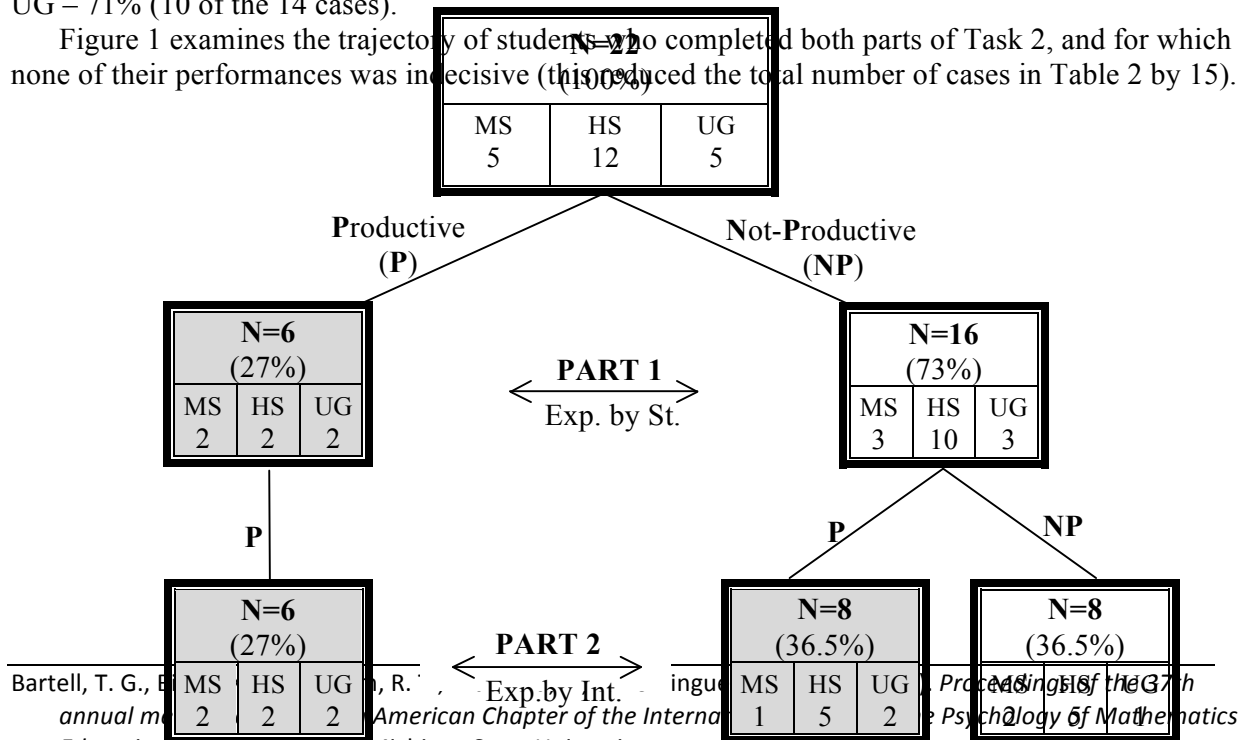 UG – 71% (10 of the 14 cases).
Figure 1 examines the trajectory of students who completed both parts of Task 2, and for which
none of their performances was indecisive (this reduced the total number of cases in Table 2 by 15).
N=22
(100%)
MS HS UG
5 12 5
Productive
(P)
Not-Productive
(NP)
N=6
(27%)
MS HS UG
2 2 2
PART 1
Exp. by St.
N=16
(73%)
MS HS UG
3 10 3
P
P
NP
N=6
(27%)
MS HS UG
2 2 2
PART 2
Exp.by Int.
N=8
(36.5%)
MS HS UG
1 5 2
N=8
(36.5%)
MS HS UG
2 5 1
Bartell, T. G., R. Proceedings of the 37th
annual American Chapter of the Psychology of Mathematics